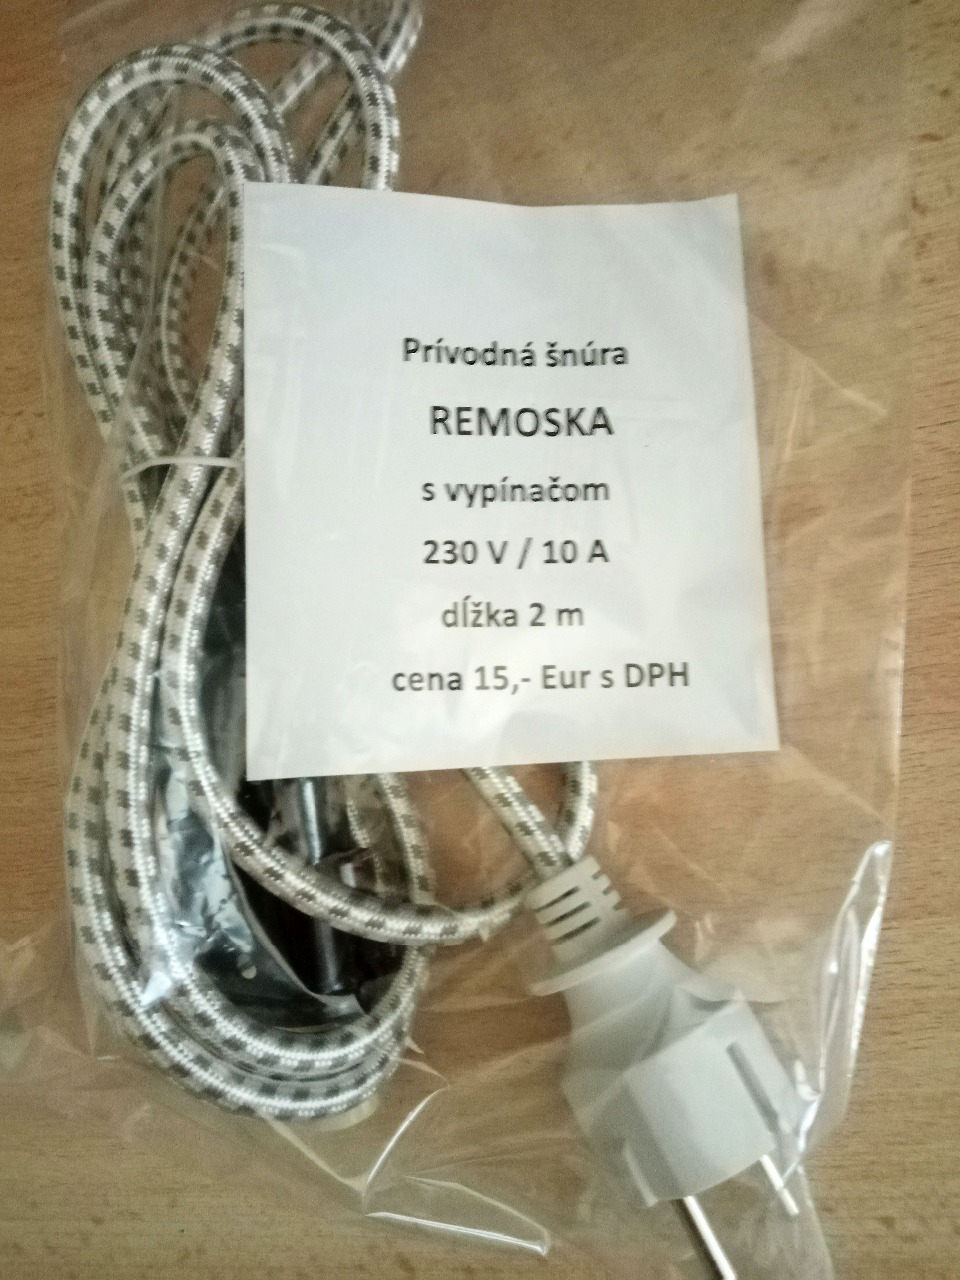 Prívodná šnúra
REMOSKA
s vypínačom
230 V / 10 A
dĺžka 2 m
cena 15,- Eur s DPH